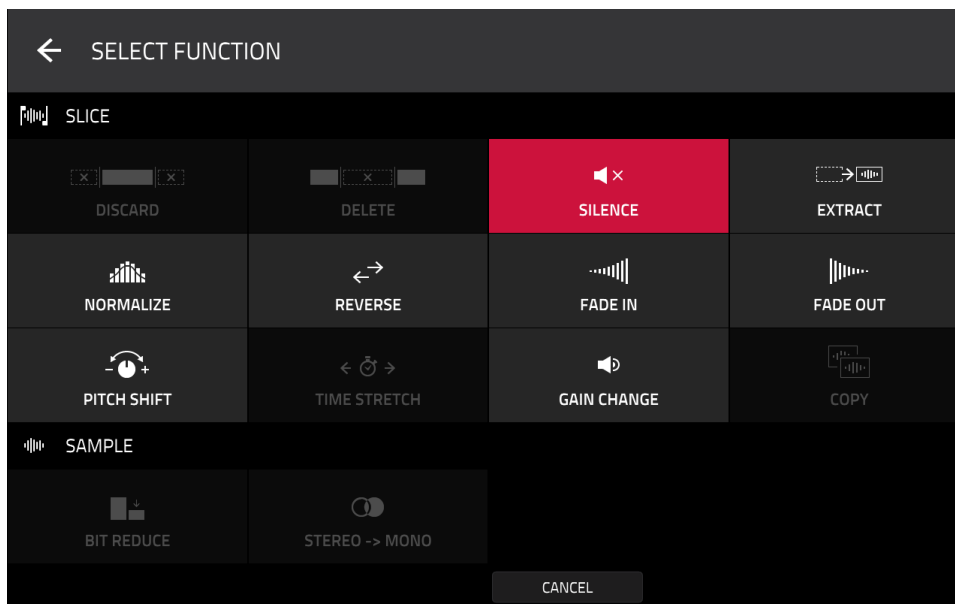 SELECT FUNCTION
SLICE
DISCARD
DELETE
SILENCE
EXTRACT
NORMALIZE
REVERSE
FADE IN
FADE OUT
PITCH SHIFT
TIME STRETCH
GAIN CHANGE
COPY
SAMPLE
BIT REDUCE
STEREO -> MONO
CANCEL